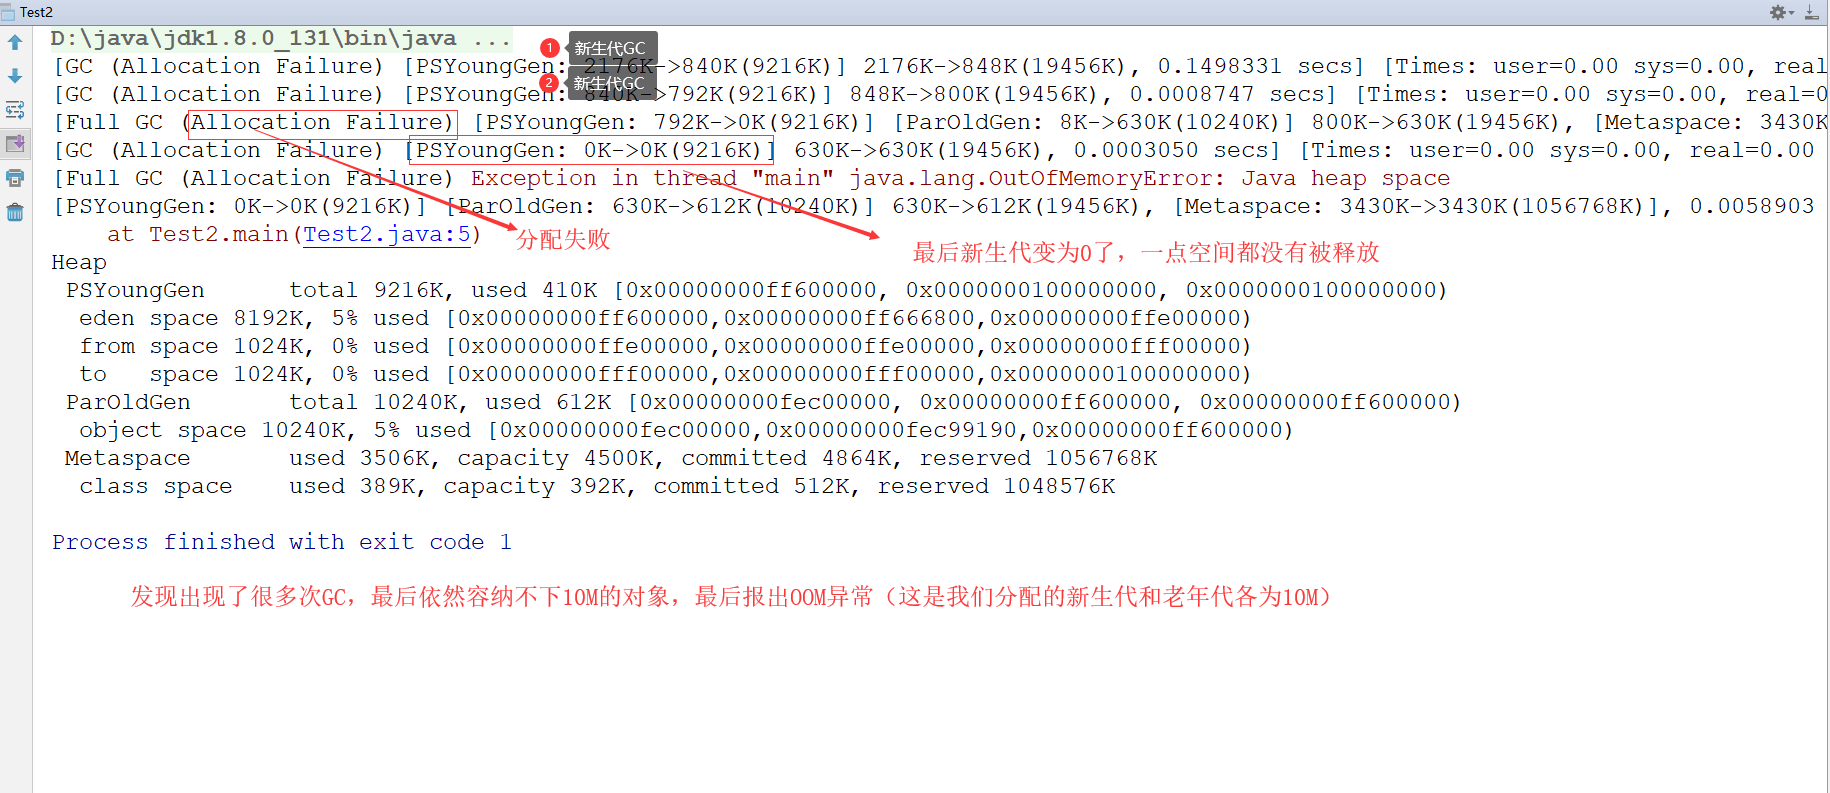 Test2
D:\java\jdk1.8.0_131\bin\java ...
1 新生代GC
[GC (Allocation Failure) [PSYoungGen: 2176K->840K(9216K)] 2176K->848K(19456K), 0.1498331 secs] [Times: user=0.00 sys=0.00, real
2 新生代GC
[GC (Allocation Failure) [PSYoungGen: 840K->792K(9216K)] 848K->800K(19456K), 0.0008747 secs] [Times: user=0.00 sys=0.00, real=0
[Full GC (Allocation Failure) [PSYoungGen: 792K->0K(9216K)] [ParOldGen: 8K->630K(10240K)] 800K->630K(19456K), [Metaspace: 3430K
[GC (Allocation Failure) [PSYoungGen: 0K->0K(9216K)] 630K->630K(19456K), 0.0003050 secs] [Times: user=0.00 sys=0.00, real=0.00
[Full GC (Allocation Failure) Exception in thread "main" java.lang.OutOfMemoryError: Java heap space
[PSYoungGen: 0K->0K(9216K)] [ParOldGen: 630K->612K(10240K)] 630K->612K(19456K), [Metaspace: 3430K->3430K(1056768K)], 0.0058903
at Test2.main(Test2.java:5)
分配失败
最后新生代变为0了，一点空间都没有被释放
Heap
PSYoungGen total 9216K, used 410K [0x00000000ff600000, 0x0000000100000000, 0x0000000100000000)
eden space 8192K, 5% used [0x00000000ff600000,0x00000000ff666800,0x00000000ffe00000)
from space 1024K, 0% used [0x00000000ffe00000,0x00000000ffe00000,0x00000000fff00000)
to space 1024K, 0% used [0x00000000fff00000,0x00000000fff00000,0x0000000100000000)
ParOldGen total 10240K, used 612K [0x00000000fec00000, 0x00000000ff600000, 0x00000000ff600000)
object space 10240K, 5% used [0x00000000fec00000,0x00000000fec99190,0x00000000ff600000)
Metaspace used 3506K, capacity 4500K, committed 4864K, reserved 1056768K
class space used 389K, capacity 392K, committed 512K, reserved 1048576K
Process finished with exit code 1
发现出现了很多次GC，最后依然容纳不下10M的对象，最后报出OOM异常（这是我们分配的新生代和老年代各为10M）